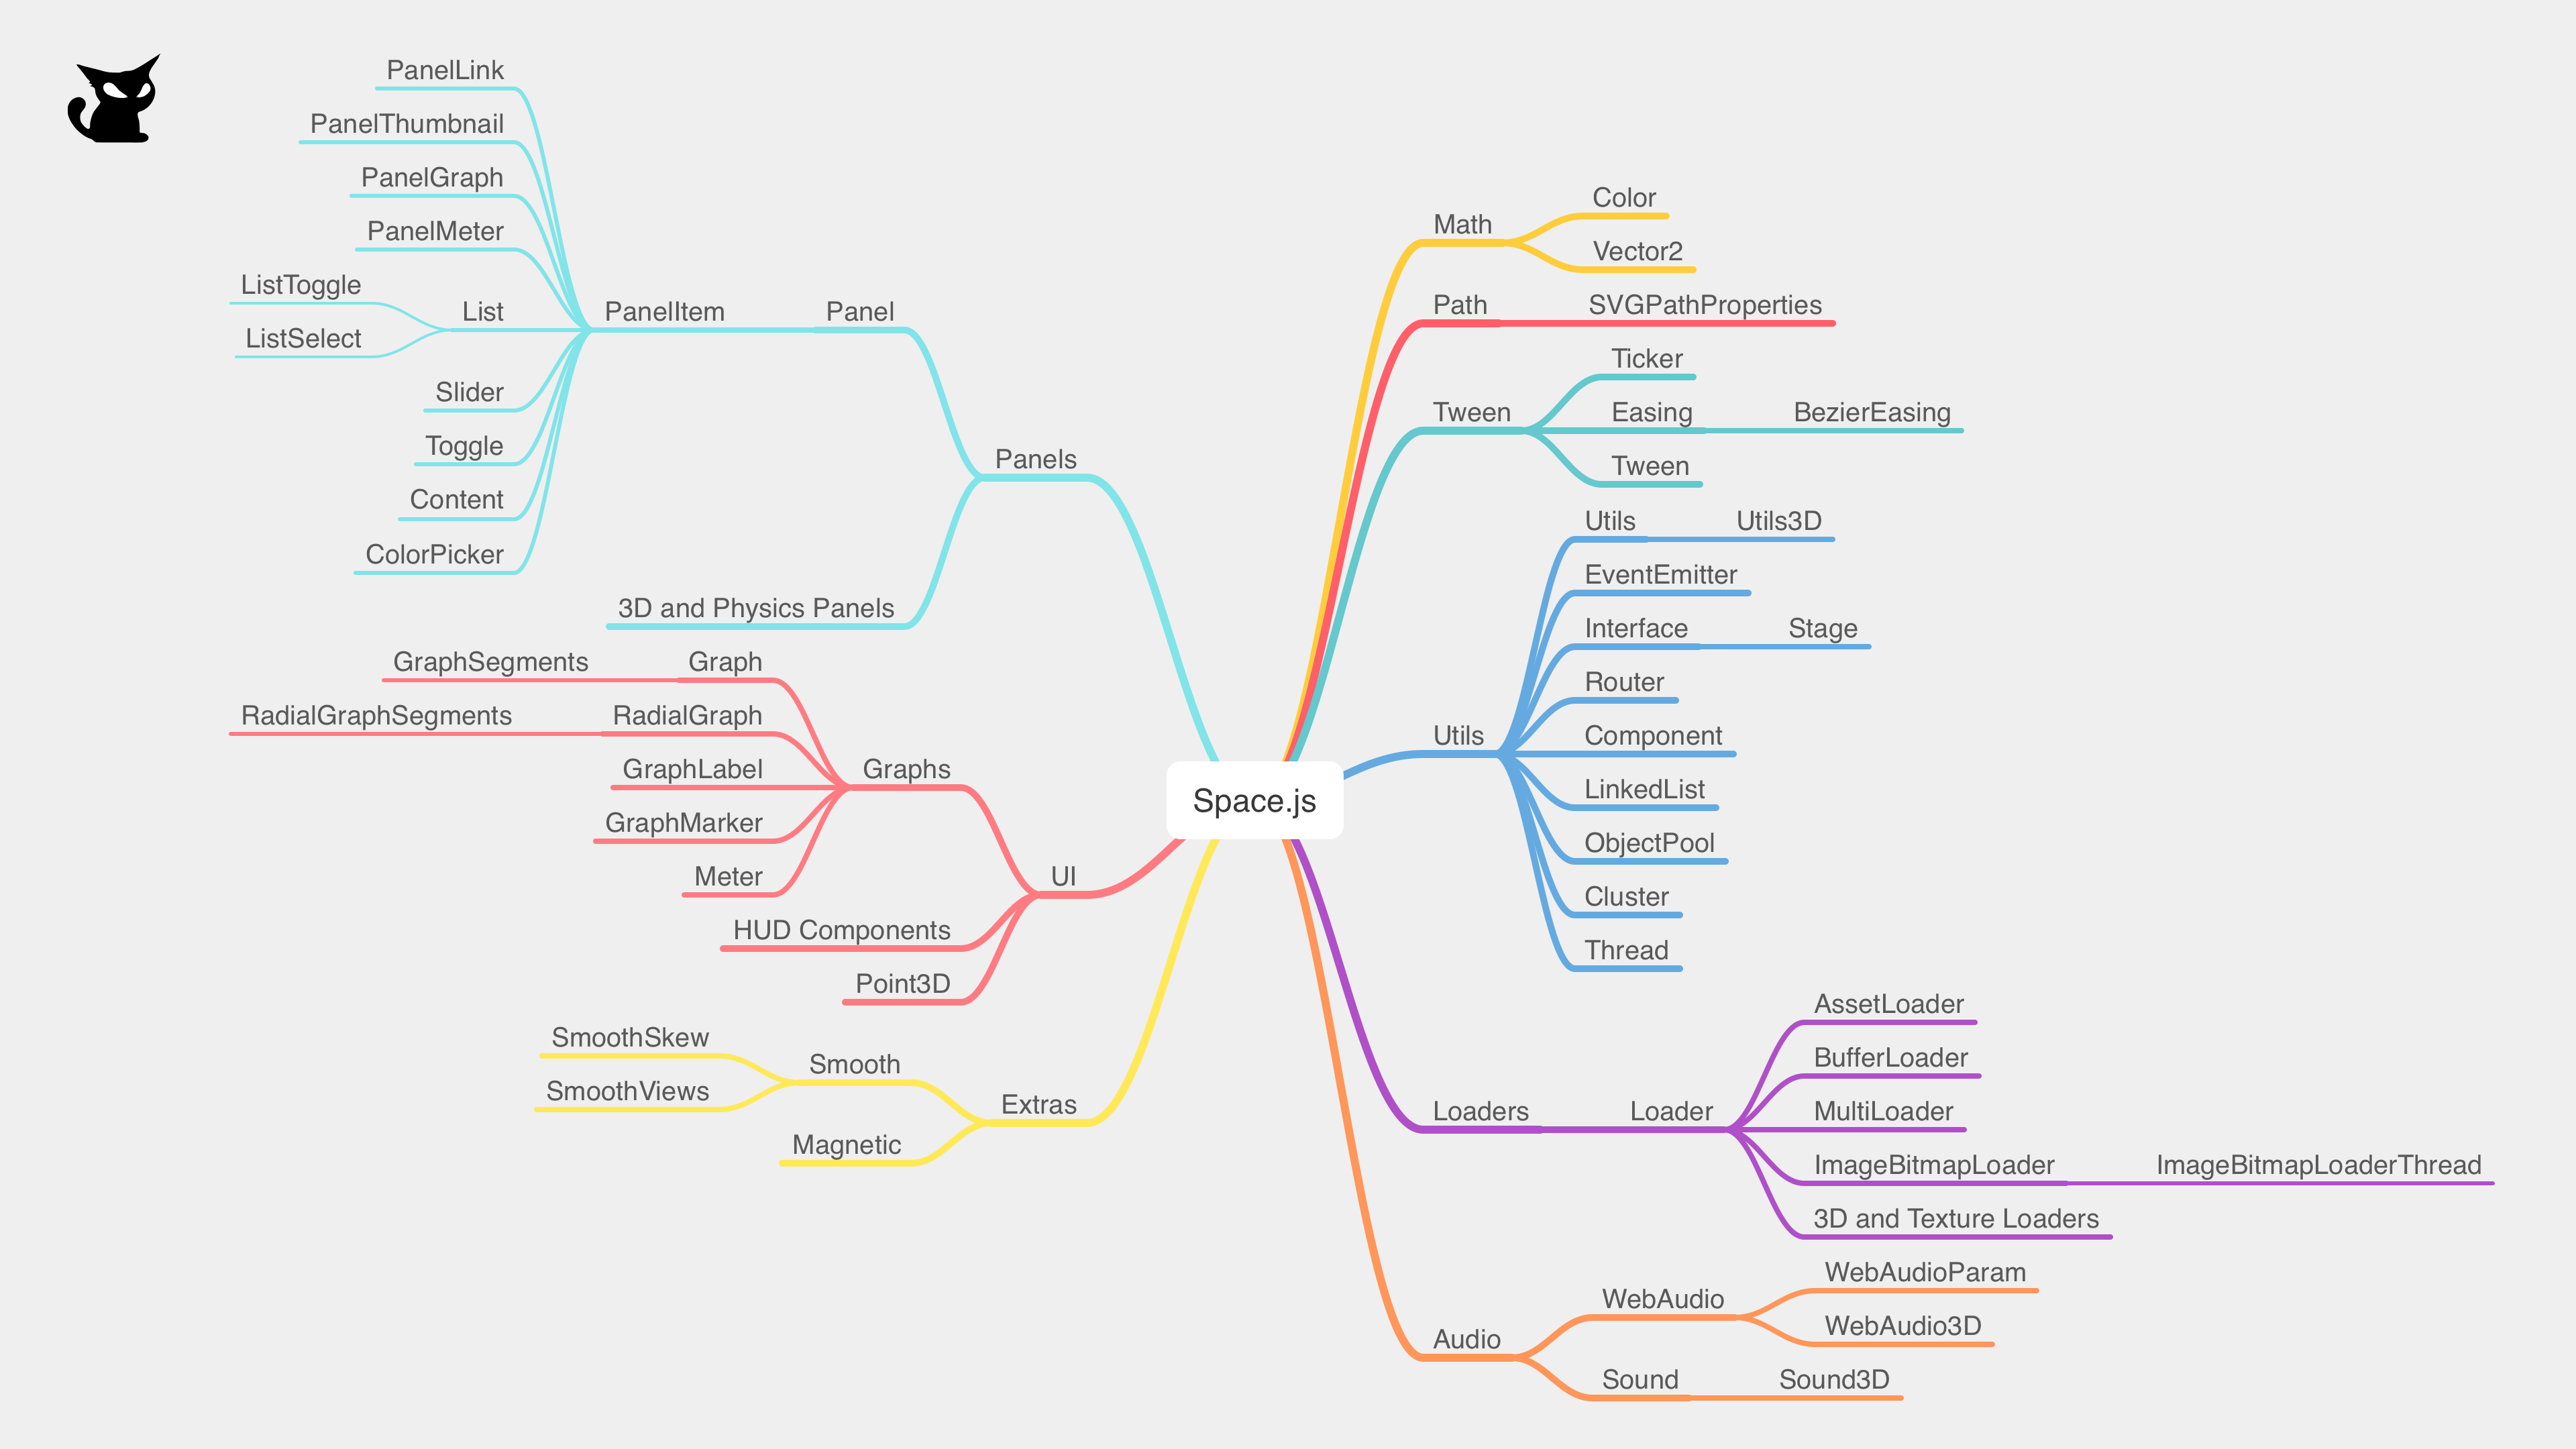 Space.js
Panels
Panel
PanelItem
PanelLink
PanelThumbnail
PanelGraph
PanelMeter
List
ListToggle
ListSelect
Slider
Toggle
Content
ColorPicker
3D and Physics Panels
UI
Graphs
Graph
GraphSegments
RadialGraph
RadialGraphSegments
GraphLabel
GraphMarker
Meter
HUD Components
Point3D
Extras
Smooth
SmoothSkew
SmoothViews
Magnetic
Math
Color
Vector2
Path
SVGPathProperties
Tween
Ticker
Easing
BezierEasing
Tween
Utils
Utils
Utils3D
EventEmitter
Interface
Stage
Router
Component
LinkedList
ObjectPool
Cluster
Thread
Loaders
Loader
AssetLoader
BufferLoader
MultiLoader
ImageBitmapLoader
ImageBitmapLoaderThread
3D and Texture Loaders
Audio
WebAudio
WebAudioParam
WebAudio3D
Sound
Sound3D